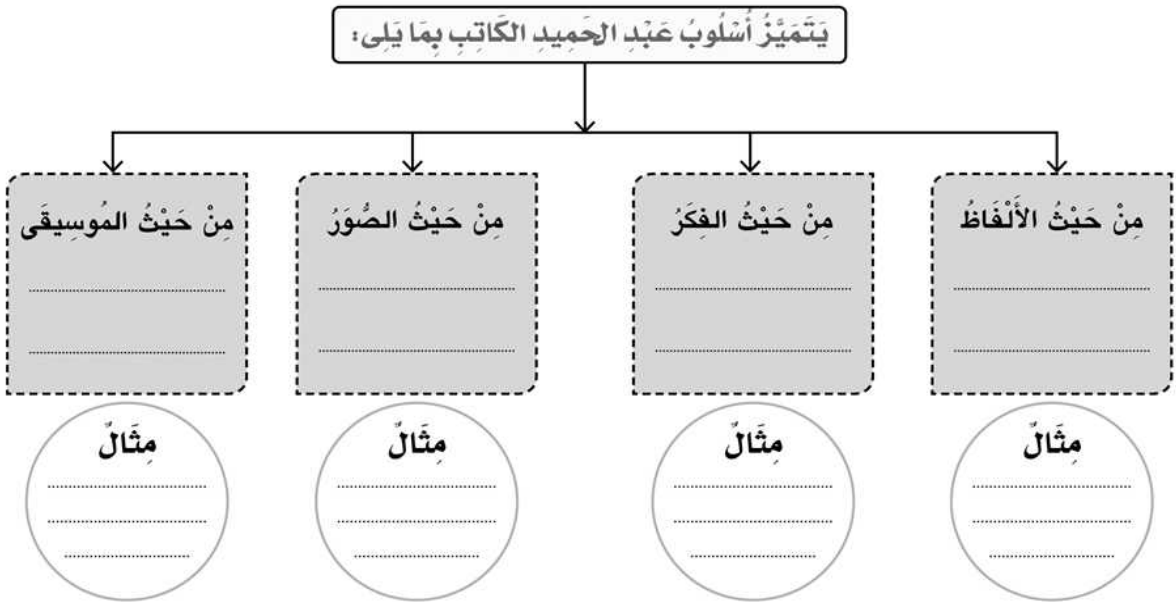 يَتَمَيَّزُ أُسْلُوبُ عَبْدِ الحَمِيدِ الكَاتِبِ بِمَا يَلِى:
مِنْ حَيْثُ الأَلْفَاظُ
مِنْ حَيْثُ الفِكَرُ
مِنْ حَيْثُ الصُّوَرُ
مِنْ حَيْثُ المُوسِيقَى
مِثَالٌ
مِثَالٌ
مِثَالٌ
مِثَالٌ